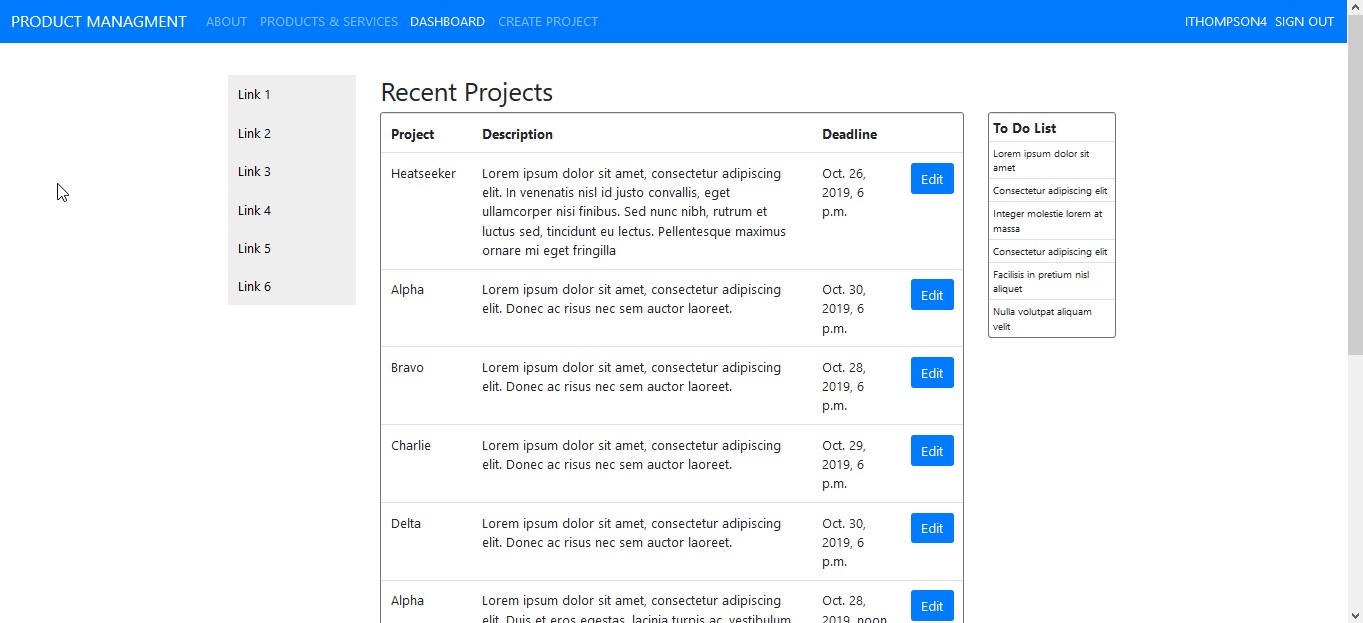 PRODUCT MANAGMENT ABOUT PRODUCTS & SERVICES DASHBOARD CREATE PROJECT ITHOMPSON4 SIGN OUT
Link 1
Link 2
Link 3
Link 4
Link 5
Link 6
Recent Projects
Project Description Deadline
Heatseeker Lorem ipsum dolor sit amet, consectetur adipiscing Oct. 26, Edit
elit. In venenatis nisl id justo convallis, eget 2019, 6
ullamcorper nisi finibus. Sed nunc nibh, rutrum et p.m.
luctus sed, tincidunt eu lectus. Pellentesque maximus
ornare mi eget fringilla
Alpha Lorem ipsum dolor sit amet, consectetur adipiscing Oct. 30, Edit
elit. Donec ac risus nec sem auctor laoreet. 2019, 6
p.m.
Bravo Lorem ipsum dolor sit amet, consectetur adipiscing Oct. 28, Edit
elit. Donec ac risus nec sem auctor laoreet. 2019, 6
p.m.
Charlie Lorem ipsum dolor sit amet, consectetur adipiscing Oct. 29, Edit
elit. Donec ac risus nec sem auctor laoreet. 2019, 6
p.m.
Delta Lorem ipsum dolor sit amet, consectetur adipiscing Oct. 30, Edit
elit. Donec ac risus nec sem auctor laoreet. 2019, 6
p.m.
Alpha Lorem ipsum dolor sit amet, consectetur adipiscing Oct. 28, Edit
elit. Duis et eros egestas, lacinia turpis ac, vestibulum 2019, noon
To Do List
Lorem ipsum dolor sit
amet
Consectetur adipiscing elit
Integer molestie lorem at
massa
Consectetur adipiscing elit
Facilisis in pretium nisl
aliquet
Nulla volutpat aliquam
velit